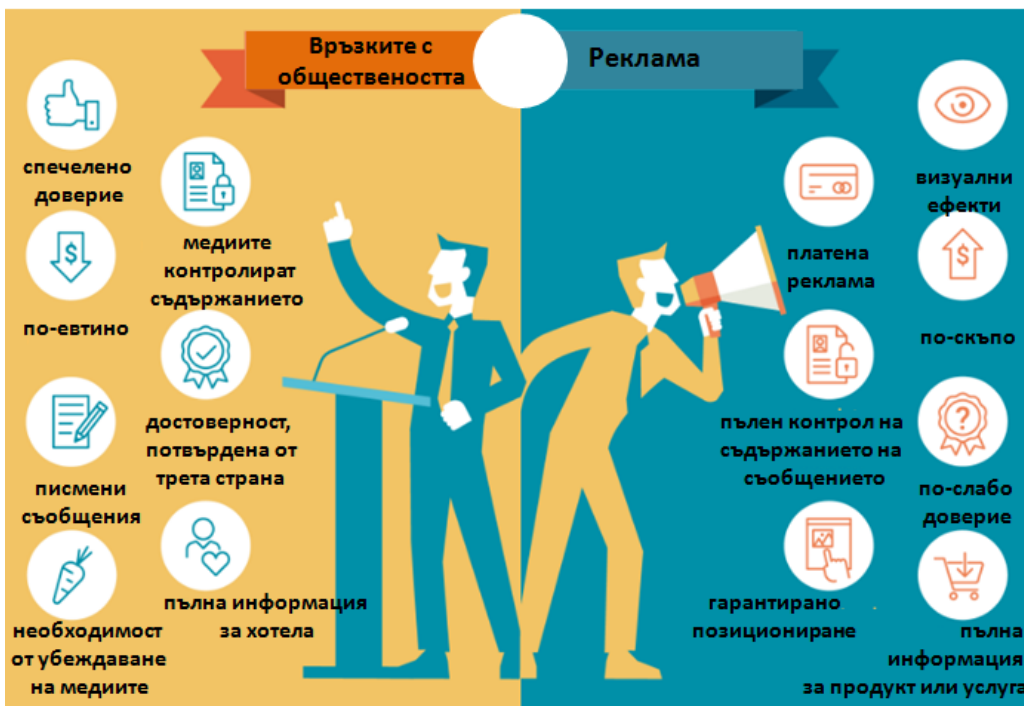 Връзките с
обществеността
Реклама
спечелено
доверие
медиите
контролират
съдържанието
по-евтино
достоверност,
потвърдена от
трета страна
писмени
съобщения
пълна информация
за хотела
необходимост
от убеждаване
на медиите
визуални
ефекти
платена
реклама
по-скъпо
пълен контрол на
съдържанието на
съобщението
по-слабо
доверие
гарантирано
позициониране
пълна
информация
за продукт или услуга
$
$
?